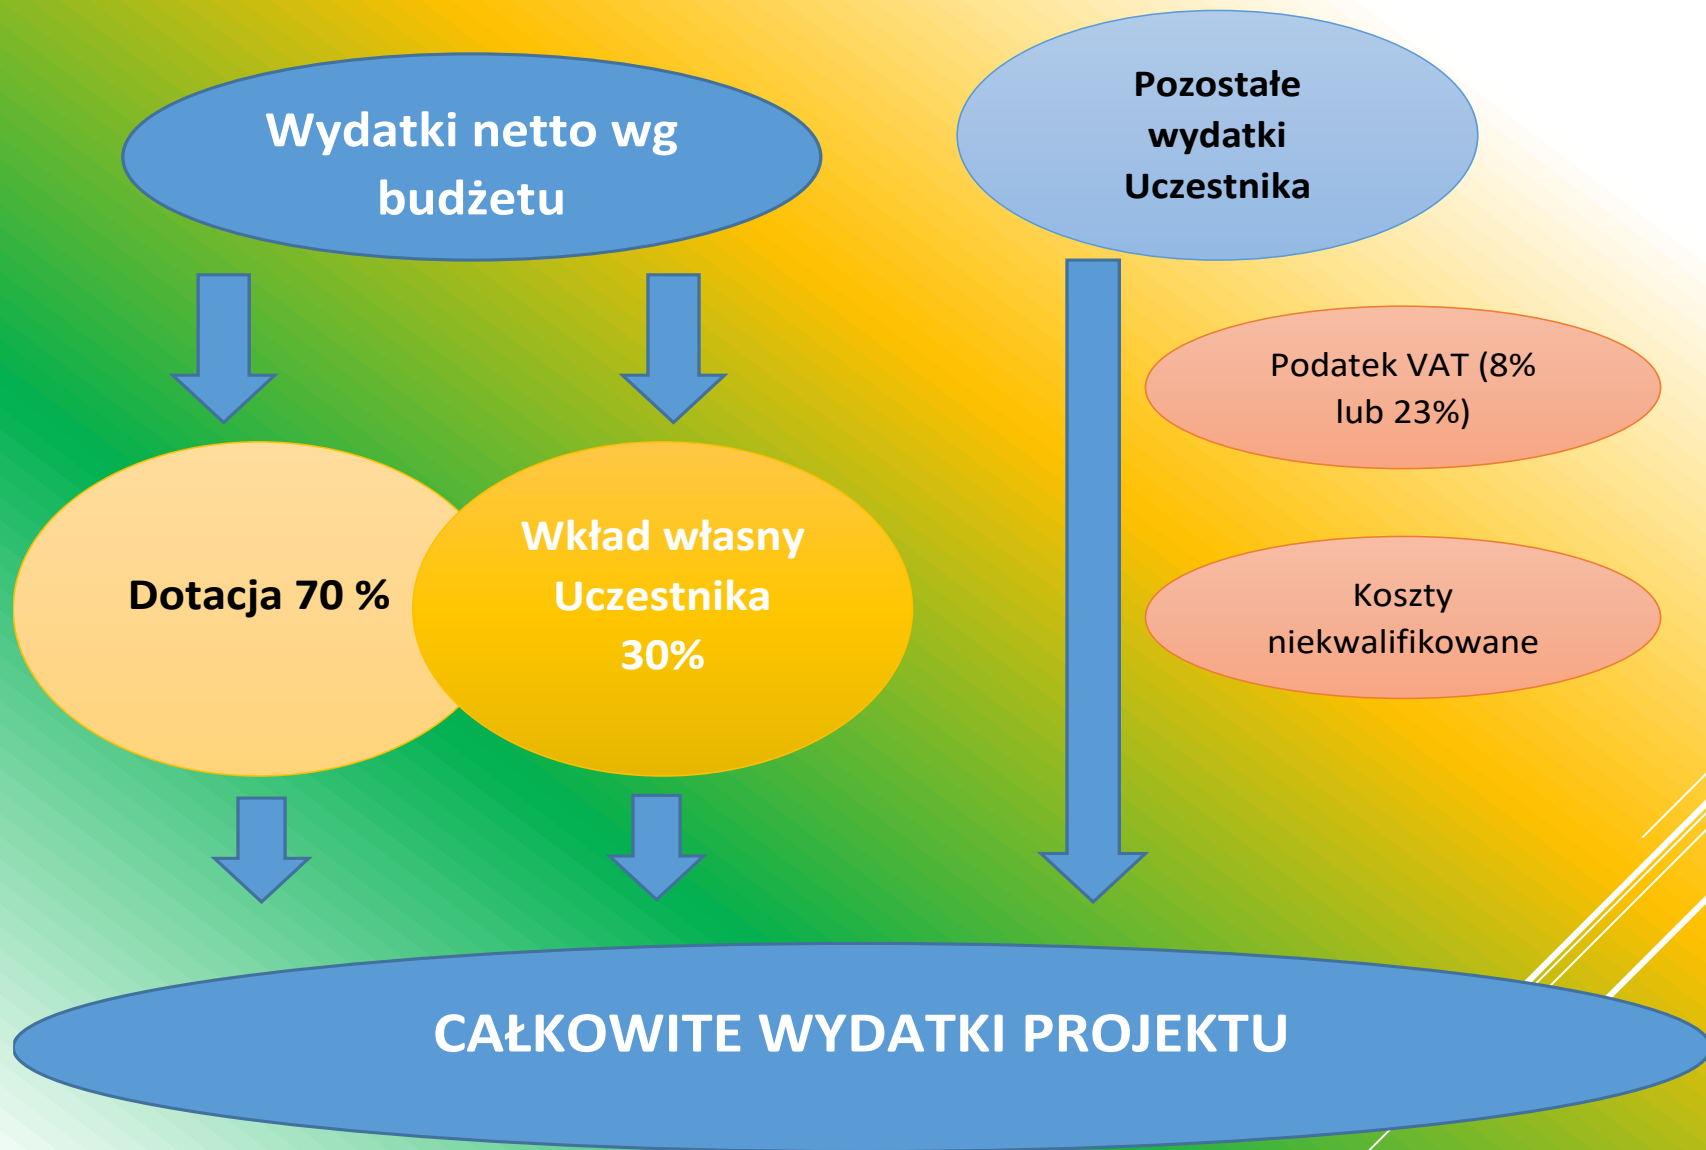 Wydatki netto wg
budżetu
Pozostałe
wydatki
Uczestnika
Podatek VAT (8%
lub 23%)
Dotacja 70 %
Wkład własny
Uczestnika
30%
Koszty
niekwalifikowane
CAŁKOWITE WYDATKI PROJEKTU